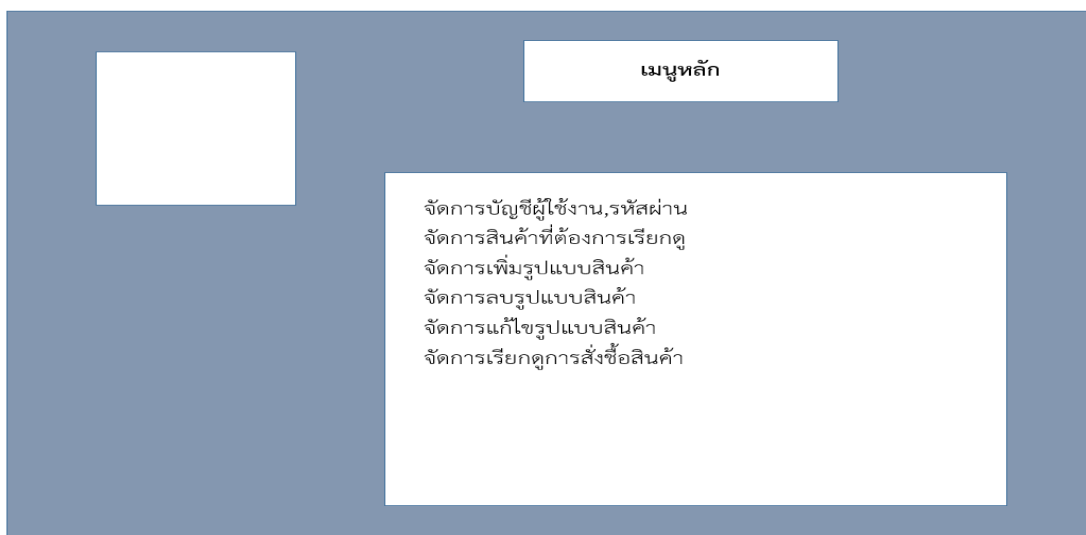 เมนูหลัก
จัดการบัญชีผู้ใช้งาน,รหัสผ่าน
จัดการสินค้าที่ต้องการเรียกดู
จัดการเพิ่มรูปแบบสินค้า
จัดการลบรูปแบบสินค้า
จัดการแก้ไขรูปแบบสินค้า
จัดการเรียกดูการสั่งซื้อสินค้า